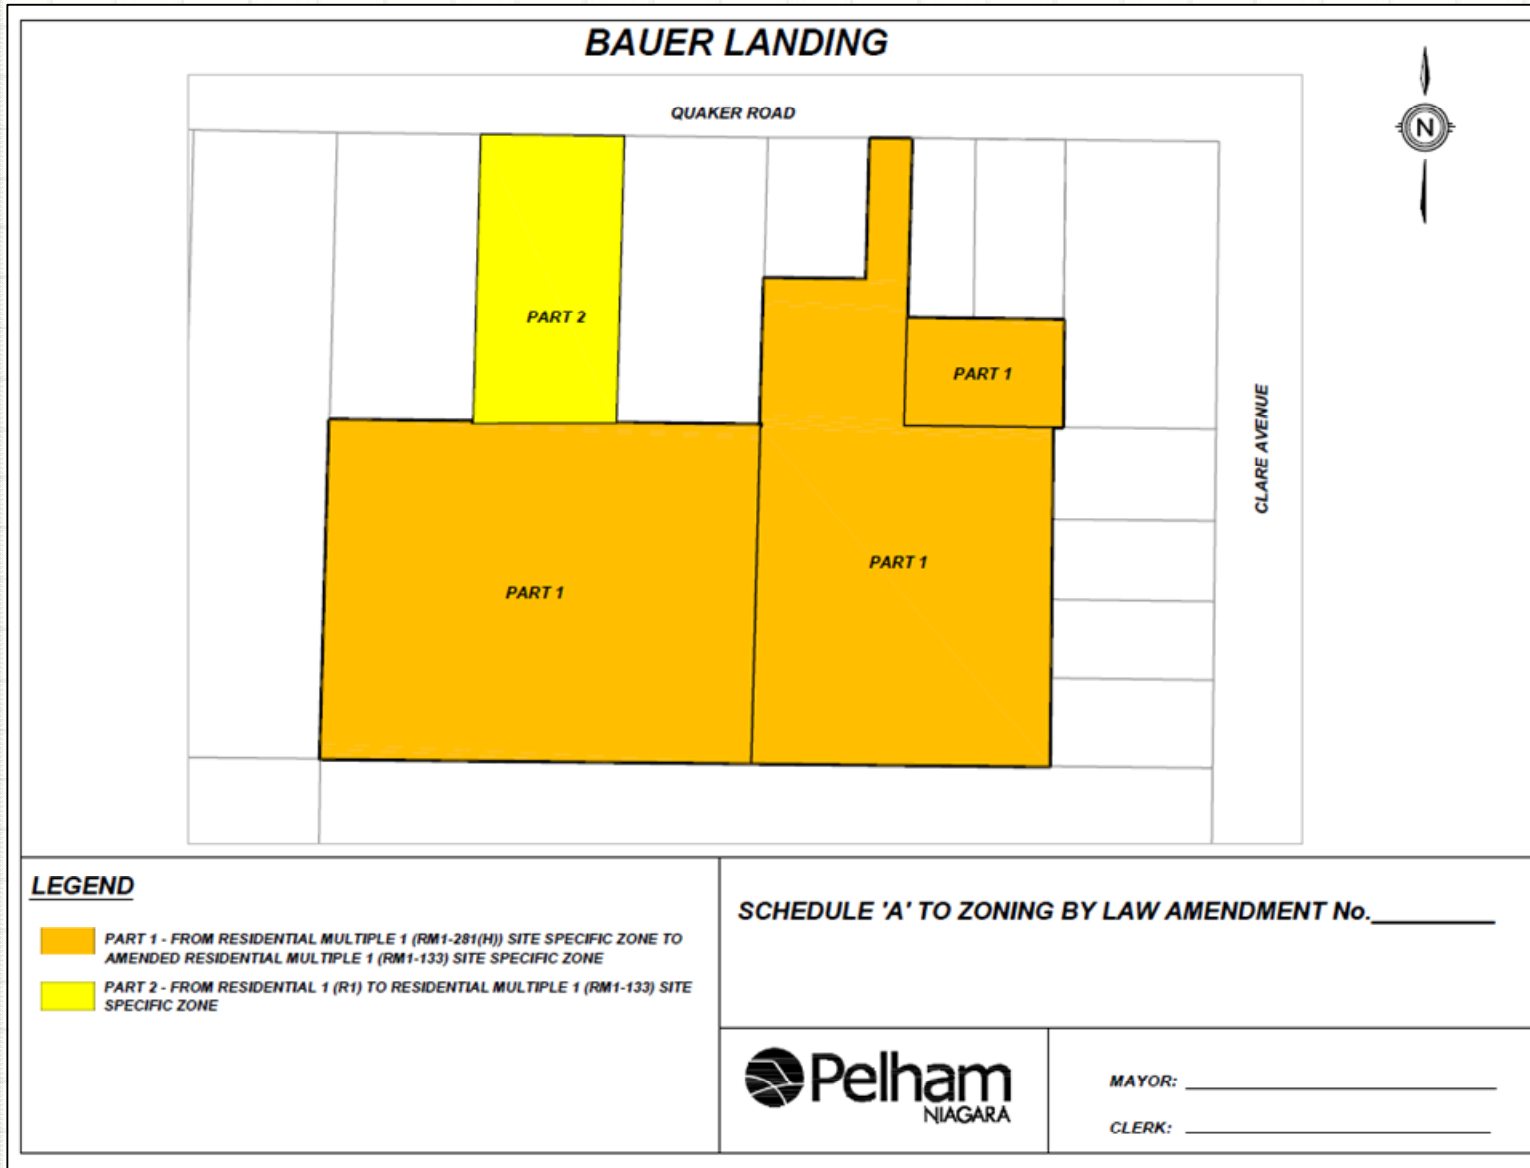 BAUER LANDING
QUAKER ROAD
N
PART 2
PART 1
PART 1
PART 1
CLARE AVENUE
LEGEND
PART 1 - FROM RESIDENTIAL MULTIPLE 1 (RM1-281(H)) SITE SPECIFIC ZONE TO
AMENDED RESIDENTIAL MULTIPLE 1 (RM1-133) SITE SPECIFIC ZONE
PART 2 - FROM RESIDENTIAL 1 (R1) TO RESIDENTIAL MULTIPLE 1 (RM1-133) SITE
SPECIFIC ZONE
SCHEDULE 'A' TO ZONING BY LAW AMENDMENT No.__________
Pelham
NIAGARA
MAYOR: ______________________________
CLERK: ______________________________